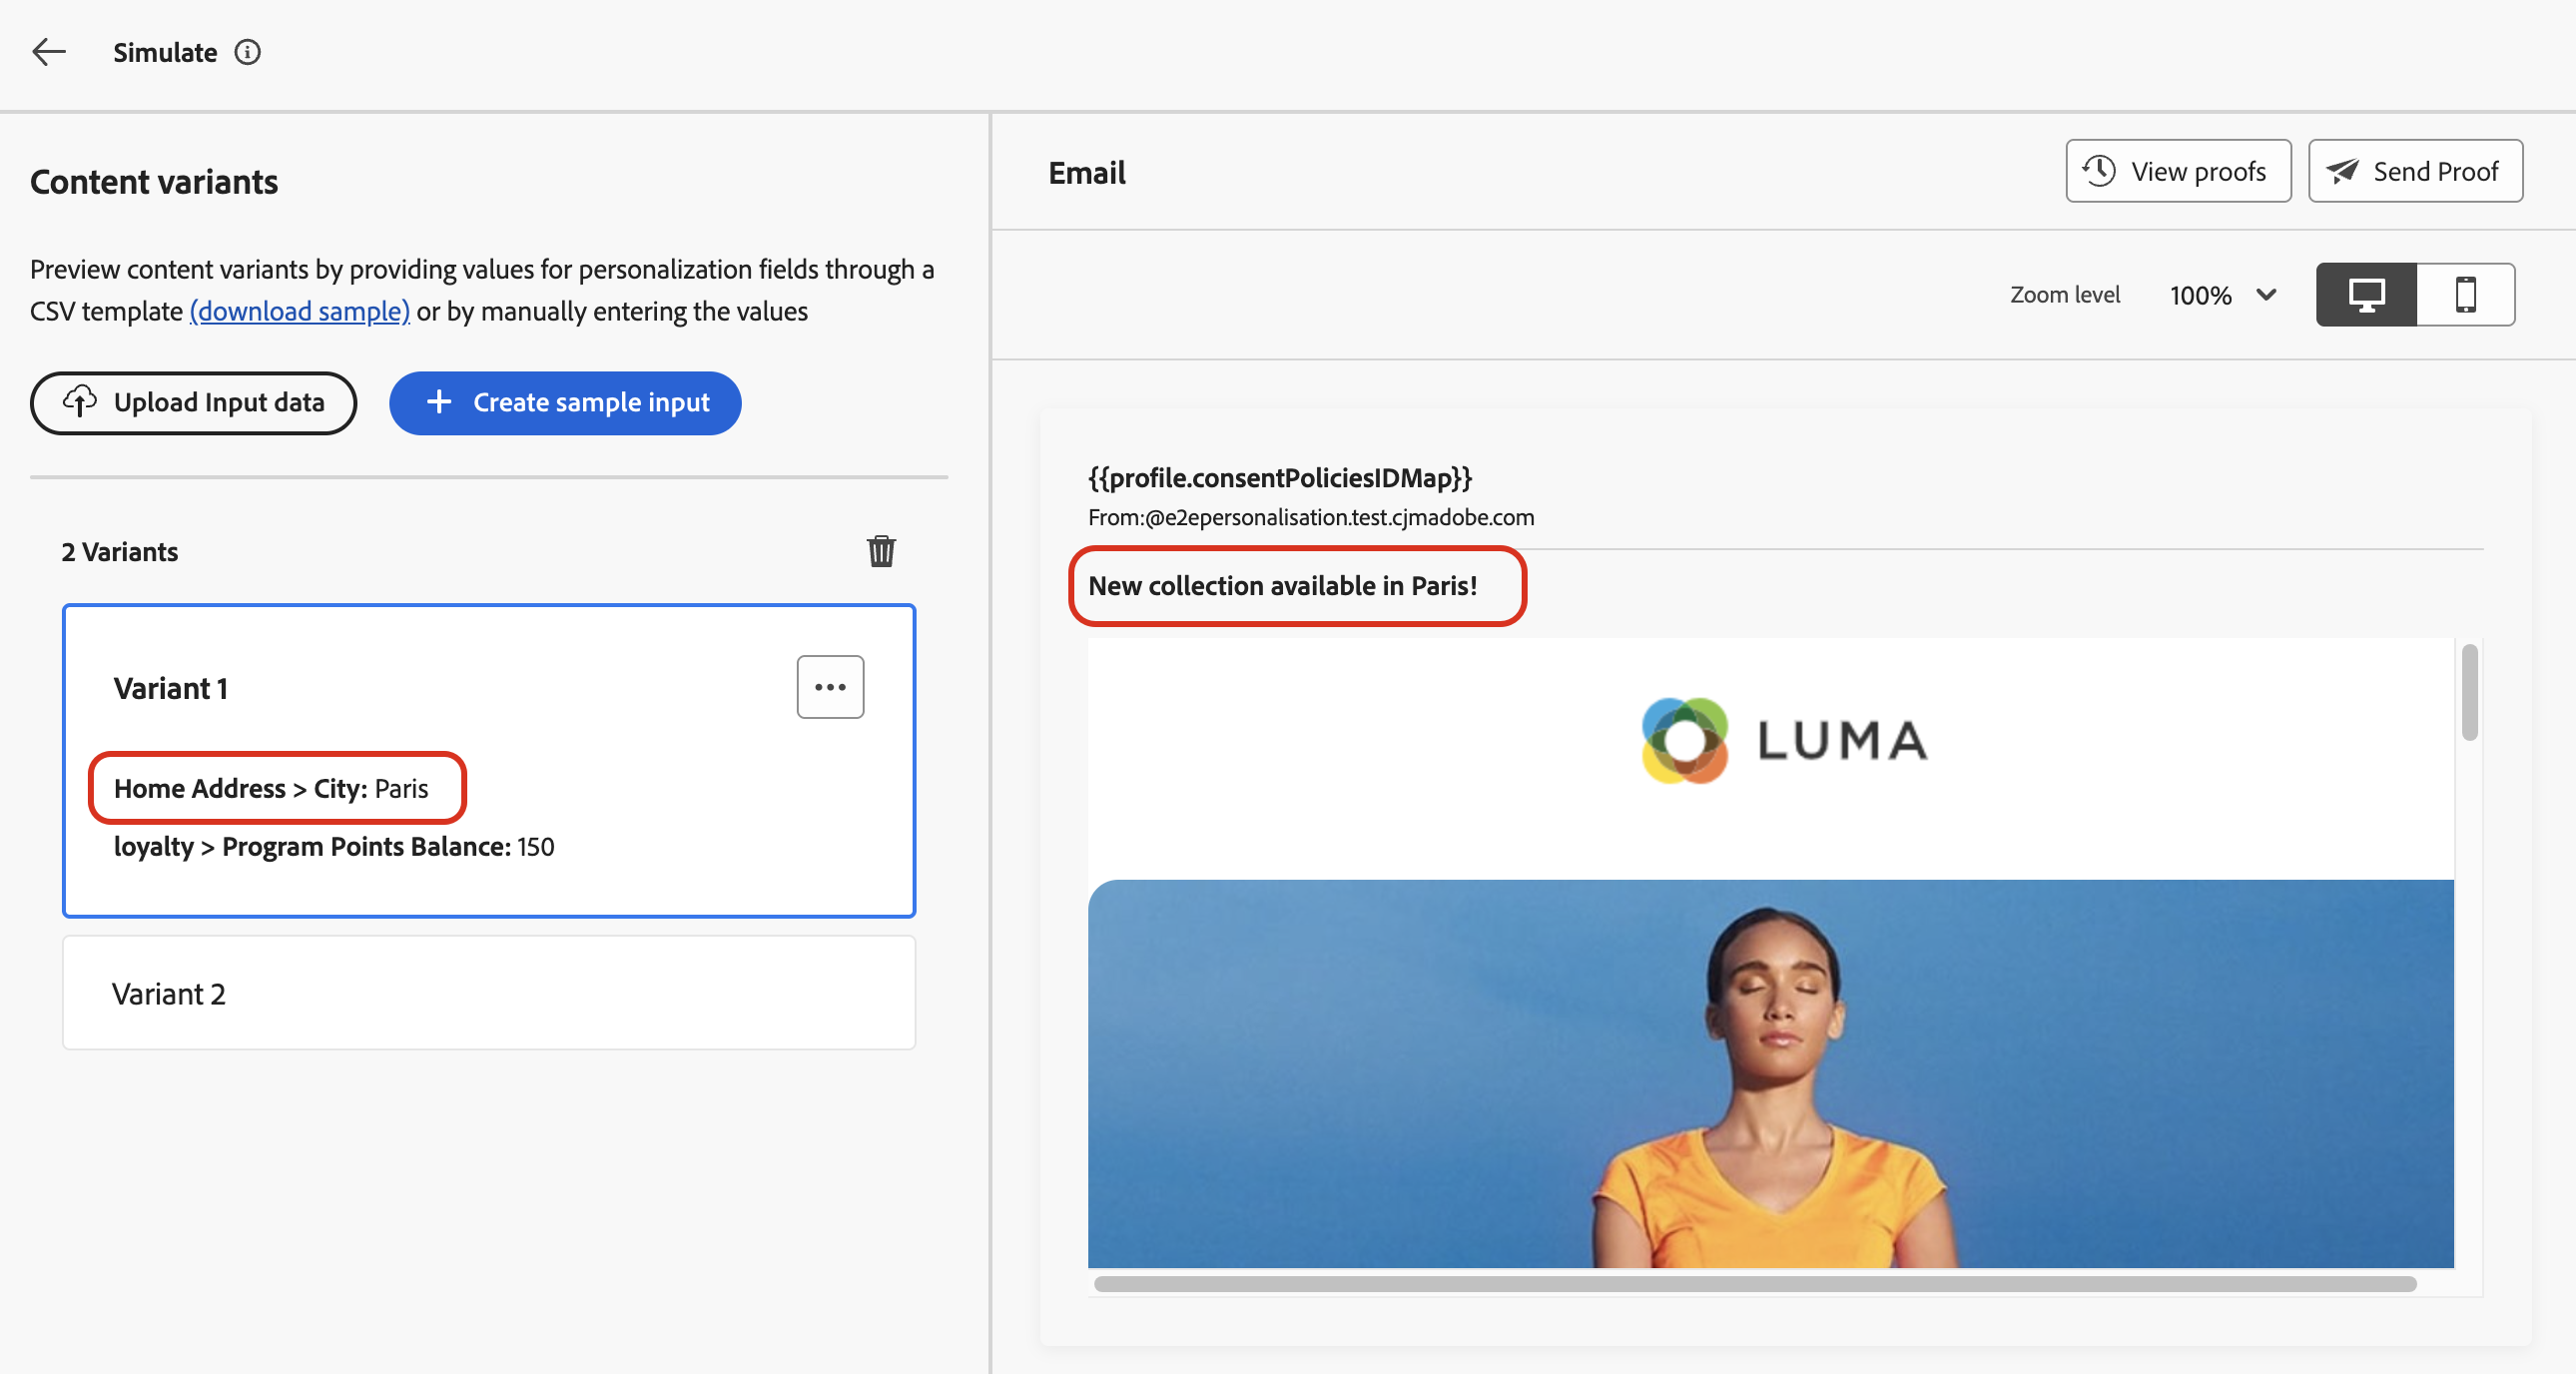 Simulate
Content variants
Preview content variants by providing values for personalization fields through a
CSV template (download sample) or by manually entering the values
Upload Input data
+ Create sample input
2 Variants
Variant 1
Home Address > City: Paris
loyalty > Program Points Balance: 150
Variant 2
Email
View proofs
Send Proof
Zoom level 100%
{{profile.consentPoliciesIDMap}}
From:@e2epersonalisation.test.cjmadobe.com
New collection available in Paris!
LUMA